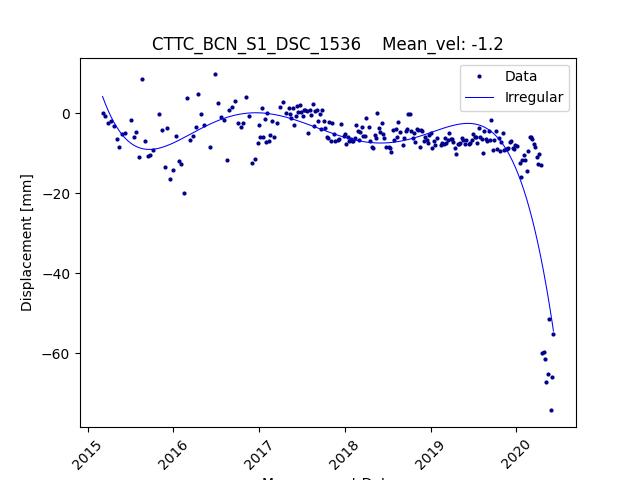 CTTC_BCN_S1_DSC_1536 Mean_vel: -1.2
Data
Irregular
Displacement [mm]
0
−20
−40
−60
2015
2016
2017
2018
2019
2020